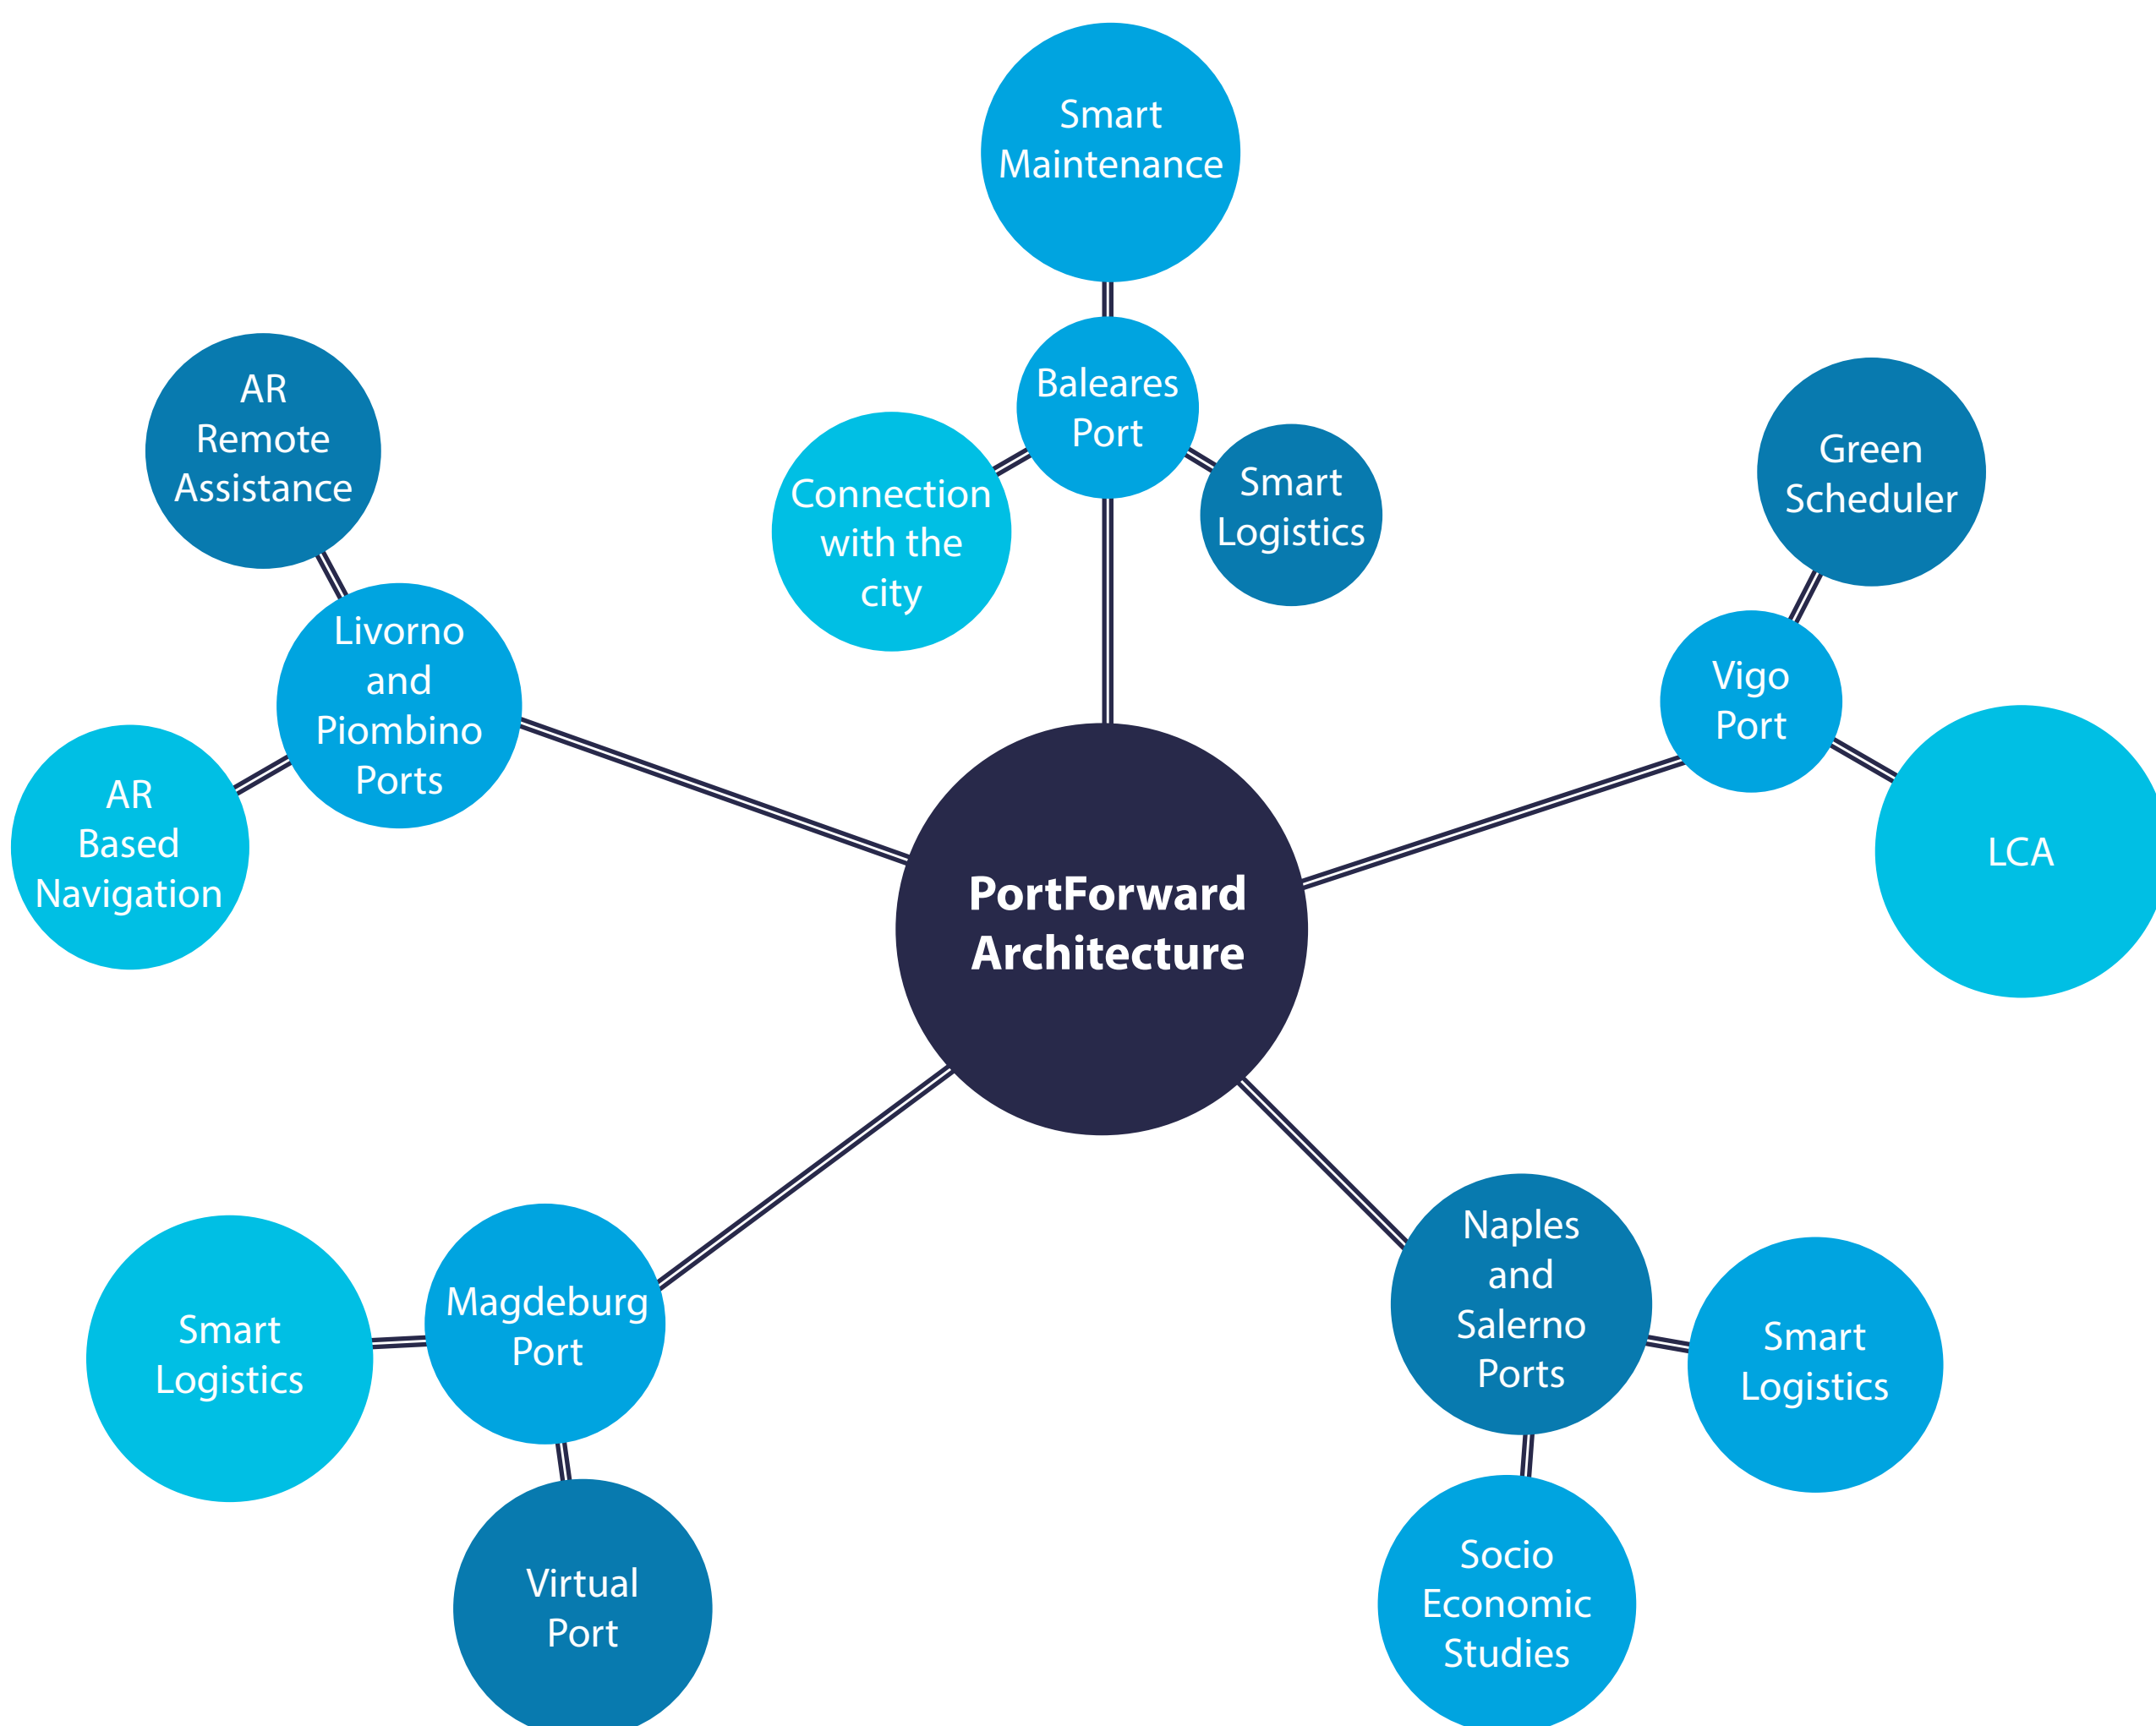 Smart
Maintenance
Baleares
Port
Connection
with the
city
Smart
Logistics
AR
Remote
Assistance
Livorno
and
Piombino
Ports
AR
Based
Navigation
Green
Scheduler
Vigo
Port
LCA
PortForward
Architecture
Magdeburg
Port
Smart
Logistics
Virtual
Port
Naples
and
Salerno
Ports
Smart
Logistics
Socio
Economic
Studies